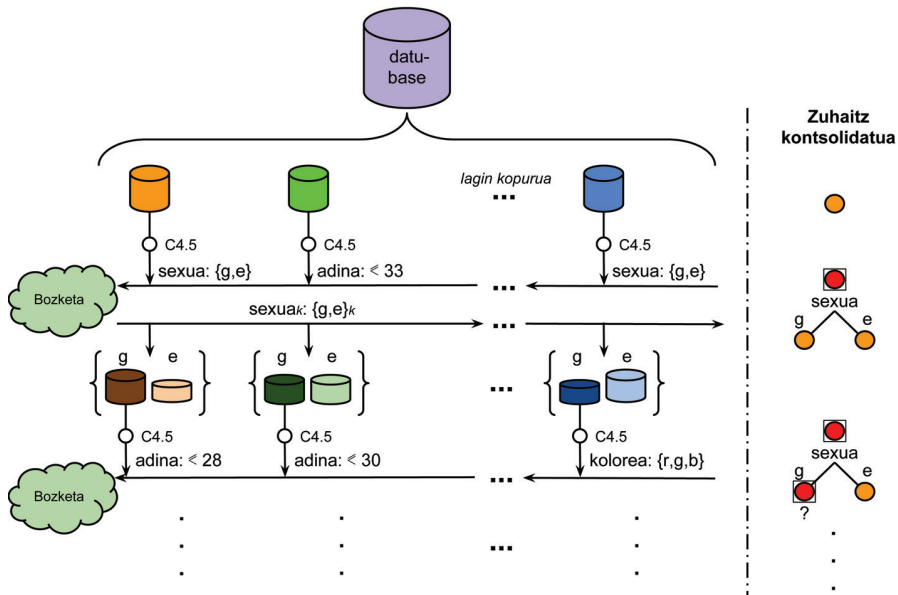 datu-
base
Zuhaitz
kontsolidatua
lagin kopurua
...
C4.5
C4.5
C4.5
sexua: {g,e}
adina: < 33
sexua: {g,e}
Bozketa
...
sexua
g e
sexuak: {g,e}k
...
g e
g e
g e
...
C4.5
C4.5
C4.5
adina: < 28
adina: < 30
kolorea: {r,g,b}
Bozketa
...
sexua
g e
?
...